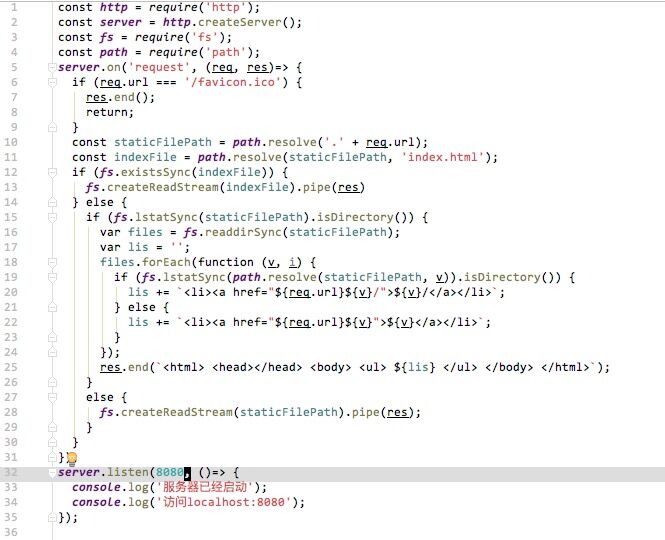 1 const http = require('http');
2 const server = http.createServer();
3 const fs = require('fs');
4 const path = require('path');
5 server.on('request', (req, res)=> {
6 if (req.url === '/favicon.ico') {
7 res.end();
8 return;
9 }
10 const staticFilePath = path.resolve('.' + req.url);
11 const indexFile = path.resolve(staticFilePath, 'index.html');
12 if (fs.existsSync(indexFile)) {
13 fs.createReadStream(indexFile).pipe(res)
14 } else {
15 if (fs.lstatSync(staticFilePath).isDirectory()) {
16 var files = fs.readdirSync(staticFilePath);
17 var lis = '';
18 files.forEach(function (v, i) {
19 if (fs.lstatSync(path.resolve(staticFilePath, v)).isDirectory()) {
20 lis += `<li><a href="${req.url}${v}/">${v}/</a></li>`;
21 } else {
22 lis += `<li><a href="${req.url}${v}">${v}</a></li>`;
23 }
24 });
25 res.end(`<html> <head></head> <body> <ul> ${lis} </ul> </body> </html>`);
26 }
27 else {
28 fs.createReadStream(staticFilePath).pipe(res);
29 }
30 }
31 })
32 server.listen(8080, ()=> {
33 console.log('服务器已经启动');
34 console.log('访问localhost:8080');
35 });
36